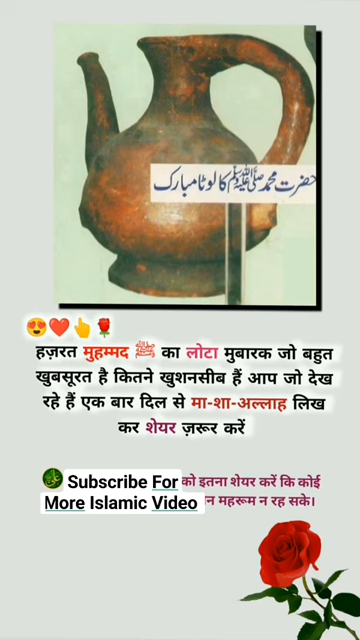 حضرت محمد ﷺ کا لوٹا مبارک
😍❤️👆🌹
हज़रत मुहम्मद ﷺ का लोटा मुबारक जो बहुत
खुबसूरत है कितने खुशनसीब हैं आप जो देख
रहे हैं एक बार दिल से मा-शा-अल्लाह लिख
कर शेयर ज़रूर करें
Subscribe For को इतना शेयर करें कि कोई
More Islamic Video न महरूम न रह सके।